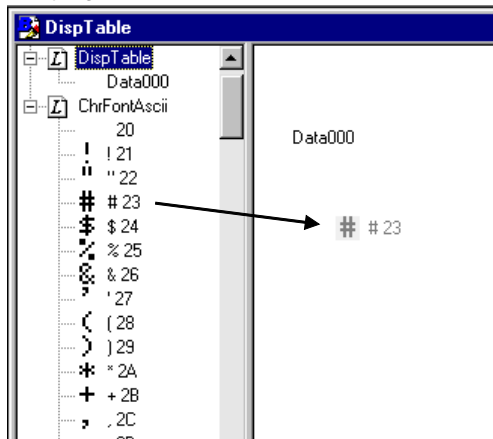 DispTable
DispTable
Data000
ChrFontAscii
20
! ! 21
" " 22
# # 23
$ $ 24
% % 25
& & 26
' ' 27
( ( 28
) ) 29
* * 2A
+ + 2B
, , 2C
Data000
# # 23